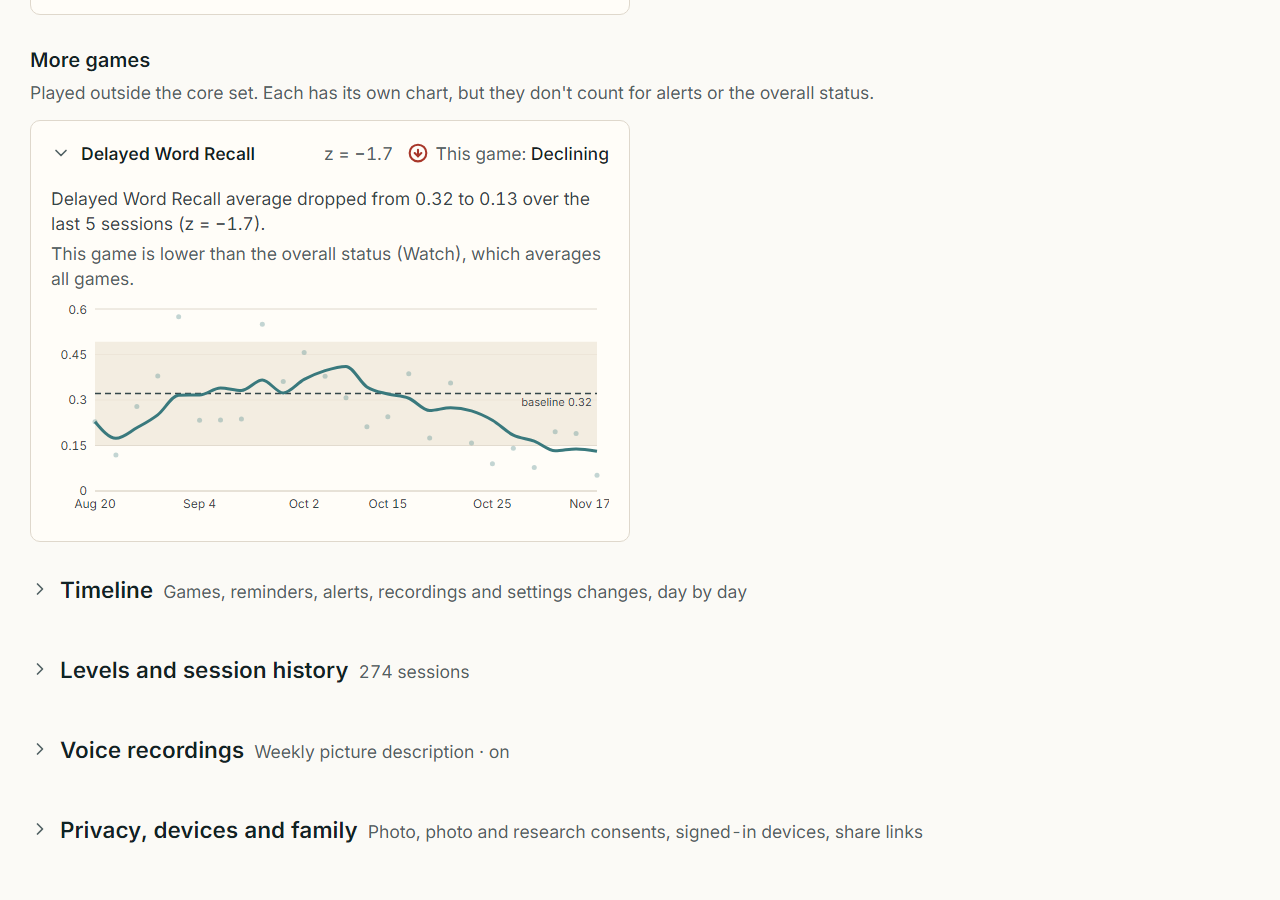 More games
Played outside the core set. Each has its own chart, but they don't count for alerts or the overall status.
Delayed Word Recall z = −1.7 This game: Declining
Delayed Word Recall average dropped from 0.32 to 0.13 over the
last 5 sessions (z = −1.7).
This game is lower than the overall status (Watch), which averages
all games.
0.6
0.45
0.3
baseline 0.32
0.15
0
Aug 20 Sep 4 Oct 2 Oct 15 Oct 25 Nov 17
Timeline Games, reminders, alerts, recordings and settings changes, day by day
Levels and session history 274 sessions
Voice recordings Weekly picture description · on
Privacy, devices and family Photo, photo and research consents, signed-in devices, share links